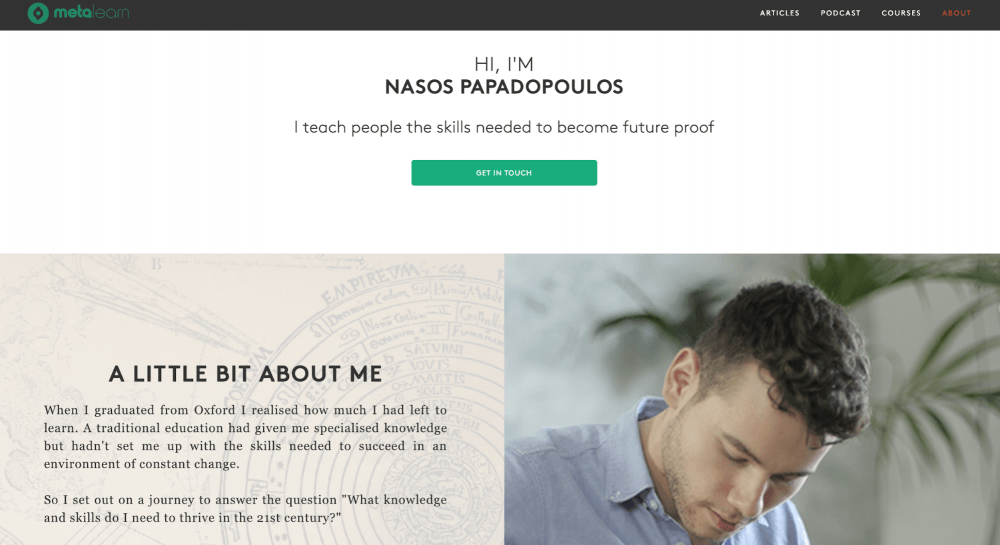 metalearn
ARTICLES PODCAST COURSES ABOUT
HI, I'M
NASOS PAPADOPOULOS
I teach people the skills needed to become future proof
GET IN TOUCH
B
EMPIREVM
SATVRNI
A LITTLE BIT ABOUT ME
When I graduated from Oxford I realised how much I had left to
learn. A traditional education had given me specialised knowledge
but hadn't set me up with the skills needed to succeed in an
environment of constant change.
So I set out on a journey to answer the question "What knowledge
and skills do I need to thrive in the 21st century?"